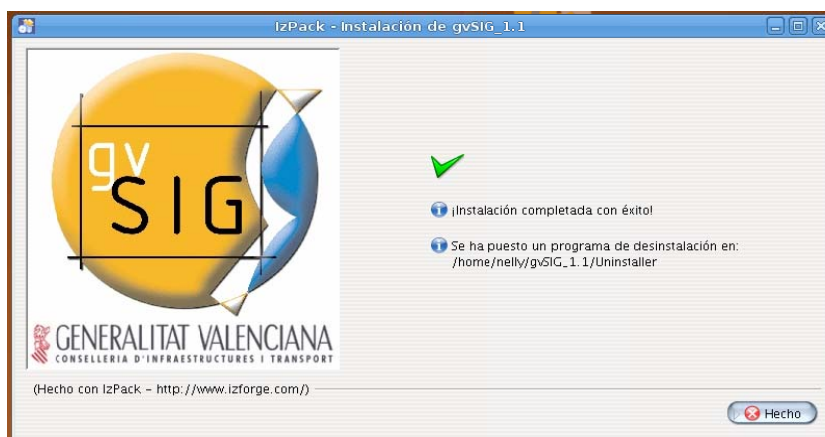 IzPack - Instalación de gvSIG_1.1
gv
SIG
GENERALITAT VALENCIANA
CONSELLERIA D'INFRAESTRUCTURES I TRANSPORT
¡Instalación completada con éxito!
Se ha puesto un programa de desinstalación en:
/home/nelly/gvSIG_1.1/Uninstaller
(Hecho con IzPack - http://www.izforge.com/)
Hecho